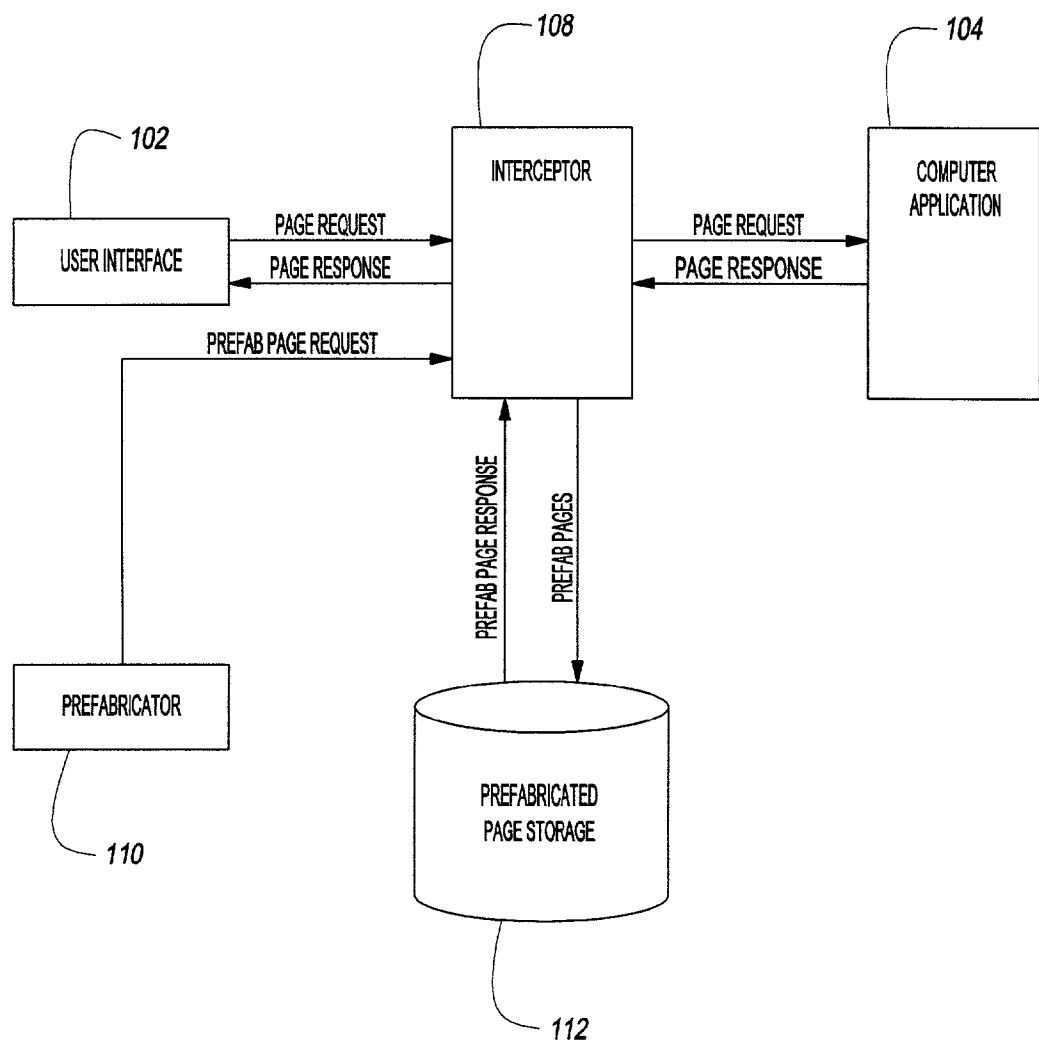 108
104
102
INTERCEPTOR
COMPUTER
APPLICATION
PAGE REQUEST
PAGE REQUEST
USER INTERFACE
PAGE RESPONSE
PAGE RESPONSE
PREFAB PAGE REQUEST
PREFAB PAGE RESPONSE
PREFAB PAGES
PREFABRICATOR
PREFABRICATED
PAGE STORAGE
110
112